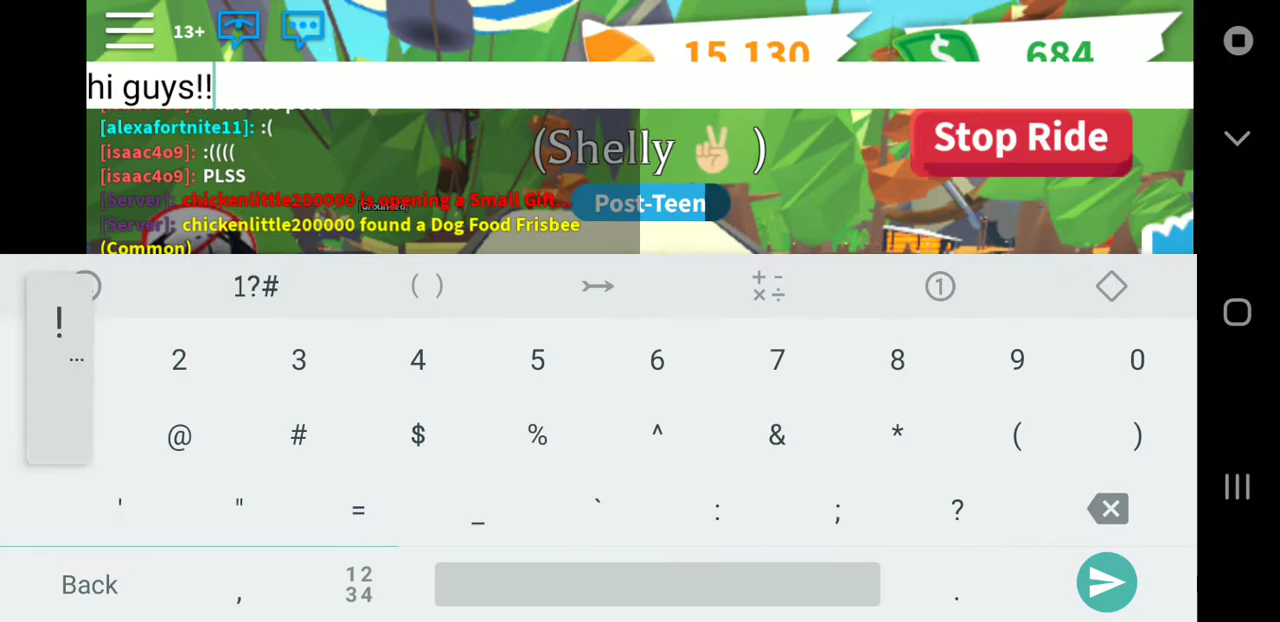 13+
15,130
684
hi guys!!
[alexafortnite11]: :(
[isaac4o9]: :((((
[isaac4o9]: PLSS
[Server]: chickenlittle200000 is opening a Small Gift...
[Server]: chickenlittle200000 found a Dog Food Frisbee
(Common)
(Shelly ✌🏻 )
Post-Teen
Stop Ride
1?#
( )
+ -
× ÷
1
!
...
2 3 4 5 6 7 8 9 0
@ # $ % ^ & * ( )
' " = _ ` : ; ?
Back , 12
34 .